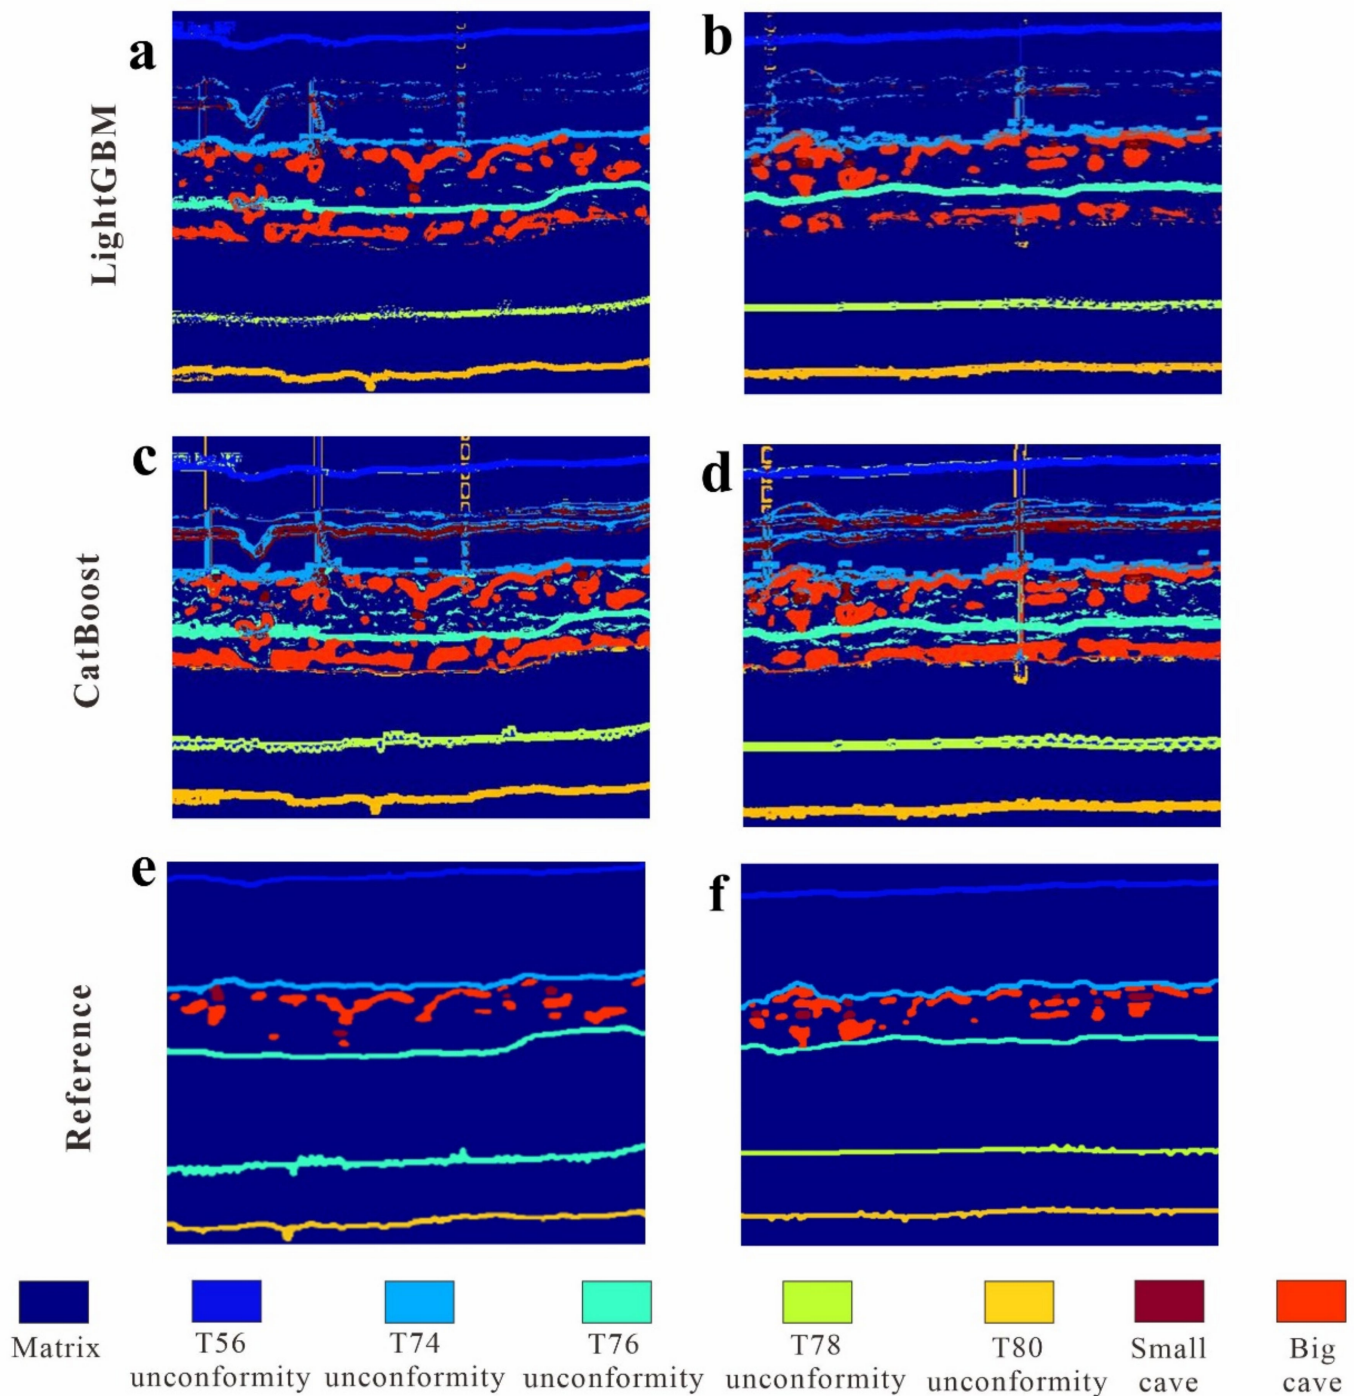 a
b
LightGBM
c
d
CatBoost
e
f
Reference
Matrix
T56
unconformity
T74
unconformity
T76
unconformity
T78
unconformity
T80
unconformity
Small
cave
Big
cave